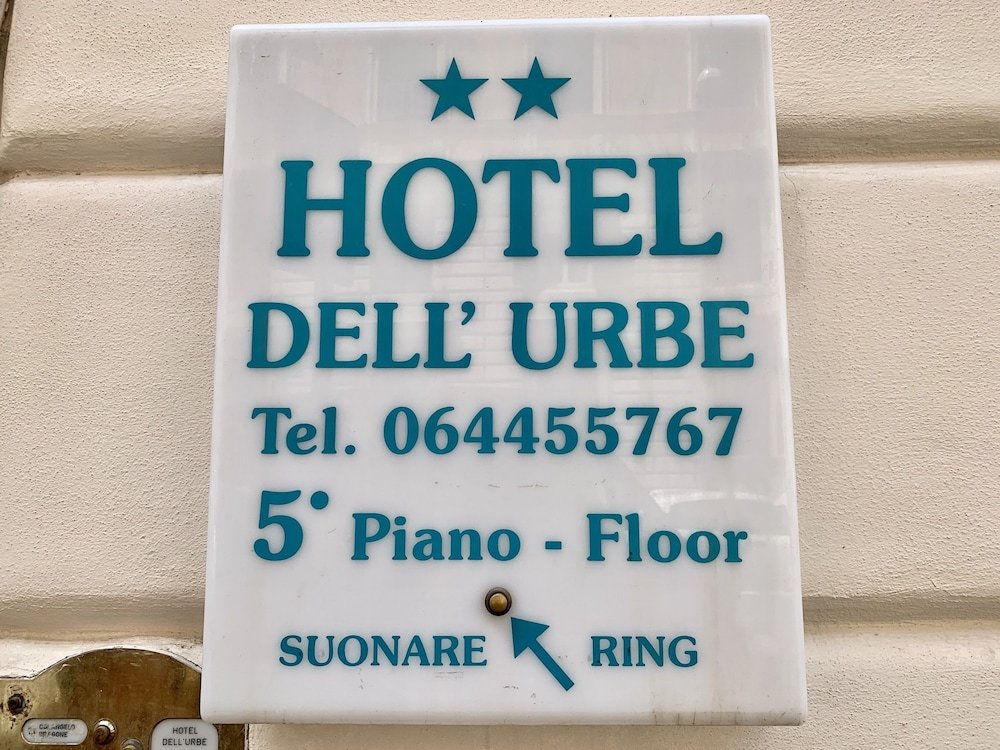 HOTEL
DELL' URBE
Tel. 064455767
5° Piano - Floor
SUONARE RING
HOTEL
DELL'URBE